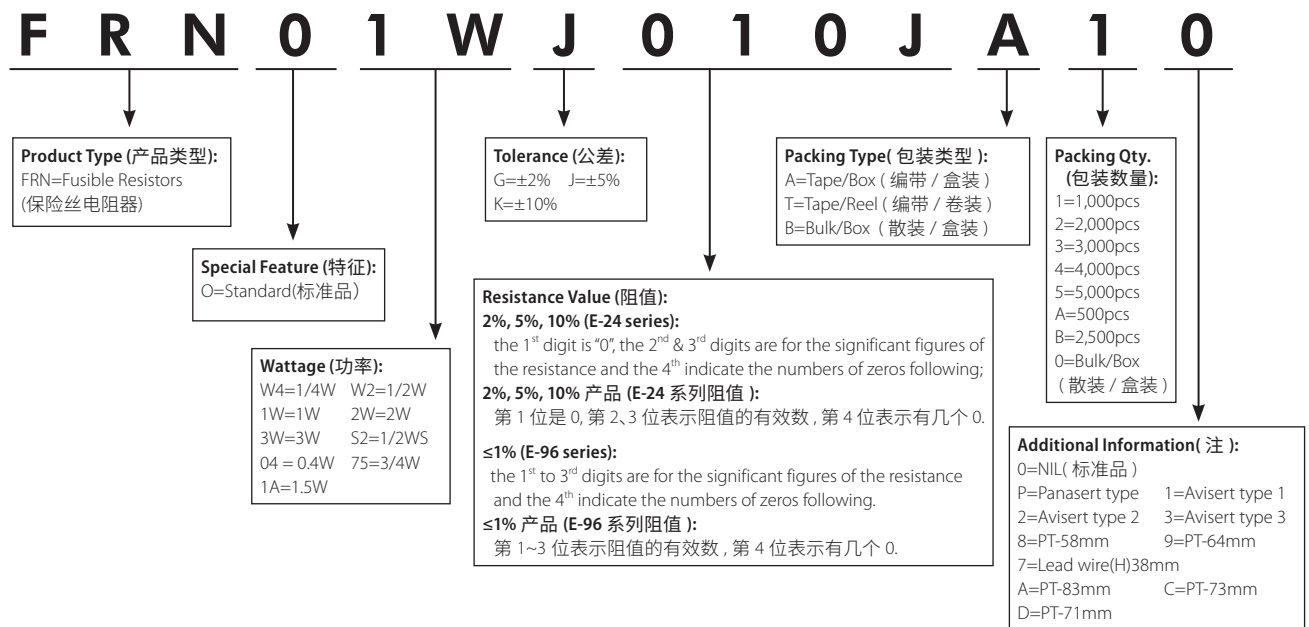 F R N 0 1 W J 0 1 0 J A 1 0
Product Type (产品类型):
FRN=Fusible Resistors
(保险丝电阻器)
Special Feature (特征):
O=Standard(标准品)
Wattage (功率):
W4=1/4W W2=1/2W
1W=1W 2W=2W
3W=3W S2=1/2WS
04 = 0.4W 75=3/4W
1A=1.5W
Tolerance (公差):
G=±2% J=±5%
K=±10%
Resistance Value (阻值):
2%, 5%, 10% (E-24 series):
the 1st digit is "0", the 2nd & 3rd digits are for the significant figures of
the resistance and the 4th indicate the numbers of zeros following;
2%, 5%, 10% 产品 (E-24 系列阻值 ):
第 1 位是 0, 第 2、3 位表示阻值的有效数 , 第 4 位表示有几个 0.
≤1% (E-96 series):
the 1st to 3rd digits are for the significant figures of the resistance
and the 4th indicate the numbers of zeros following.
≤1% 产品 (E-96 系列阻值 ):
第 1~3 位表示阻值的有效数 , 第 4 位表示有几个 0.
Packing Type( 包装类型 ):
A=Tape/Box ( 编带 / 盒装 )
T=Tape/Reel ( 编带 / 卷装 )
B=Bulk/Box ( 散装 / 盒装 )
Packing Qty.
(包装数量):
1=1,000pcs
2=2,000pcs
3=3,000pcs
4=4,000pcs
5=5,000pcs
A=500pcs
B=2,500pcs
0=Bulk/Box
( 散装 / 盒装 )
Additional Information( 注 ):
0=NIL( 标准品 )
P=Panasert type 1=Avisert type 1
2=Avisert type 2 3=Avisert type 3
8=PT-58mm 9=PT-64mm
7=Lead wire(H)38mm
A=PT-83mm C=PT-73mm
D=PT-71mm